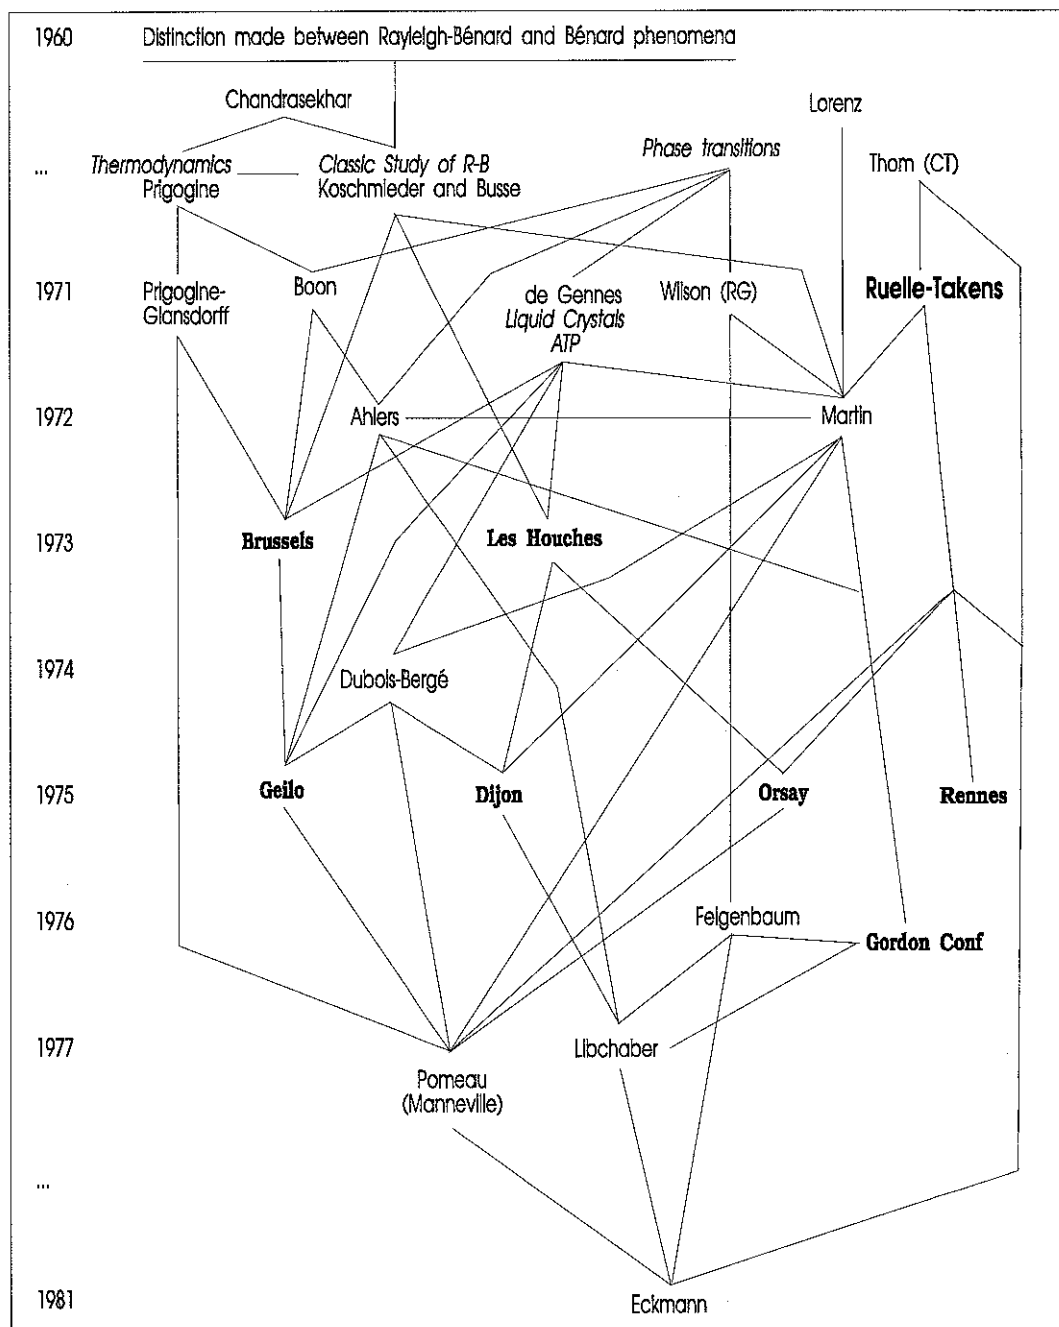 1960 Distinction made between Rayleigh-Bénard and Bénard phenomena
Chandrasekhar
Lorenz
... Thermodynamics
Prigogine
Classic Study of R-B
Koschmieder and Busse
Phase transitions
Thom (CT)
1971 Prigogine-
Glansdorff
Boon
de Gennes
Liquid Crystals
ATP
Wilson (RG)
Ruelle-Takens
1972 Ahlers Martin
1973 Brussels Les Houches
1974 Dubois-Bergé
1975 Geilo Dijon Orsay Rennes
1976 Feigenbaum
Gordon Conf
1977 Libchaber
Pomeau
(Manneville)
...
1981 Eckmann